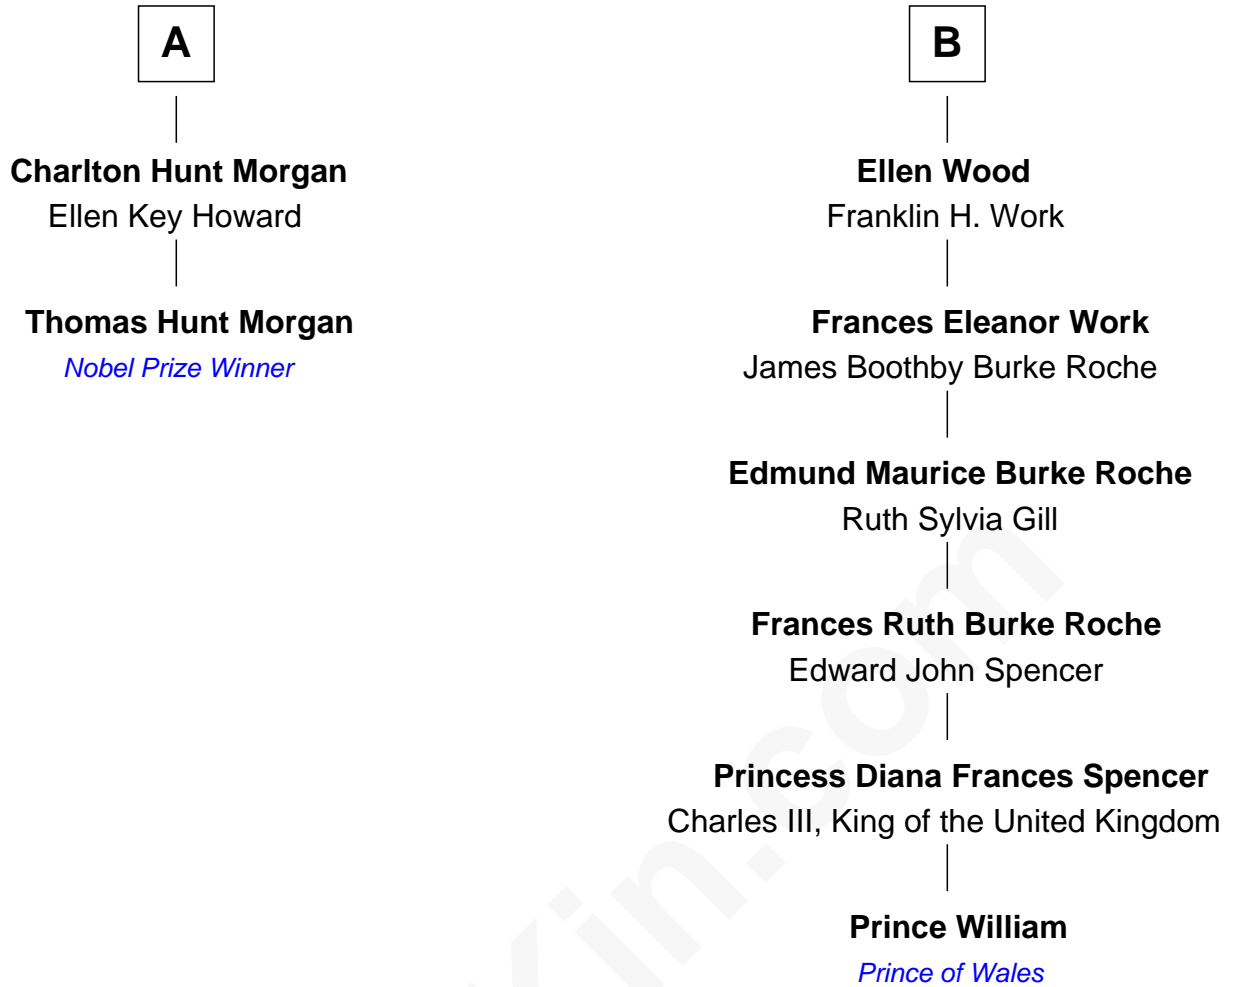 A
Charlton Hunt Morgan
Ellen Key Howard
Thomas Hunt Morgan
Nobel Prize Winner
B
Ellen Wood
Franklin H. Work
Frances Eleanor Work
James Boothby Burke Roche
Edmund Maurice Burke Roche
Ruth Sylvia Gill
Frances Ruth Burke Roche
Edward John Spencer
Princess Diana Frances Spencer
Charles III, King of the United Kingdom
Prince William
Prince of Wales
Kin.com